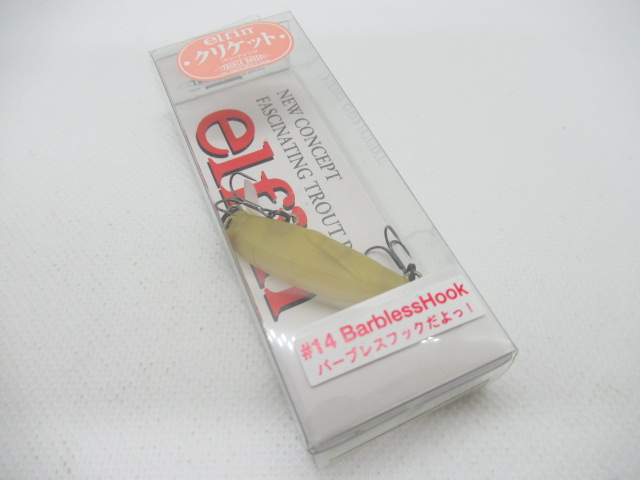 elfin
・クリケット・
TACKLE HOUSE
NEW CONCEPT
FASCINATING TROUT
elfin
#14 BarblessHook
バーブレスフックだよっ！